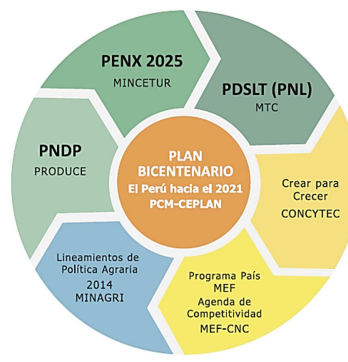 PENX 2025
MINCETUR
PDSLT (PNL)
MTC
Crear para
Crecer
CONCYTEC
Programa País
MEF
Agenda de
Competitividad
MEF-CNC
Lineamientos de
Política Agraria
2014
MINAGRI
PNDP
PRODUCE
PLAN
BICENTENARIO
El Perú hacia el 2021
PCM-CEPLAN